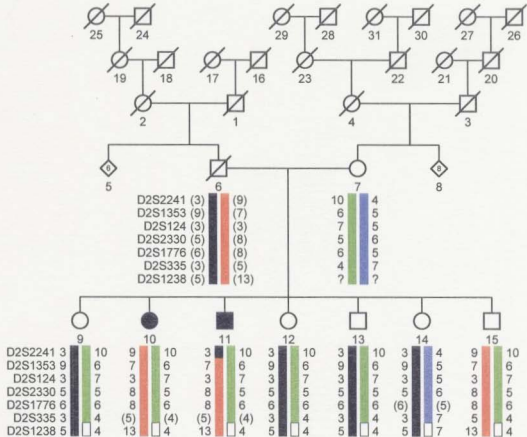 25 24 29 28 31 30 27 26
19 18 17 16 23 22 21 20
2 1 4 3
6 8
5 6 7 8
D2S2241 (3) (9) 10 4
D2S1353 (9) (7) 6 5
D2S124 (3) (3) 7 5
D2S2330 (5) (8) 5 6
D2S1776 (6) (8) 6 5
D2S335 (3) (5) 4 7
D2S1238 (5) (13) ? ?
9 10 11 12 13 14 15
D2S2241 3 10 9 10 3 10 3 10 3 10 3 4 9 10
D2S1353 9 6 7 6 7 6 9 6 9 6 9 5 7 6
D2S124 3 7 3 7 3 7 3 7 3 7 3 5 3 7
D2S2330 5 5 8 5 8 5 5 5 5 5 5 6 8 5
D2S1776 6 6 8 6 8 6 6 6 6 6 (6) (5) 8 6
D2S335 3 4 (5) (4) (5) (4) 3 4 3 4 3 7 5 4
D2S1238 5 4 13 4 13 4 5 4 5 4 5 7 13 4